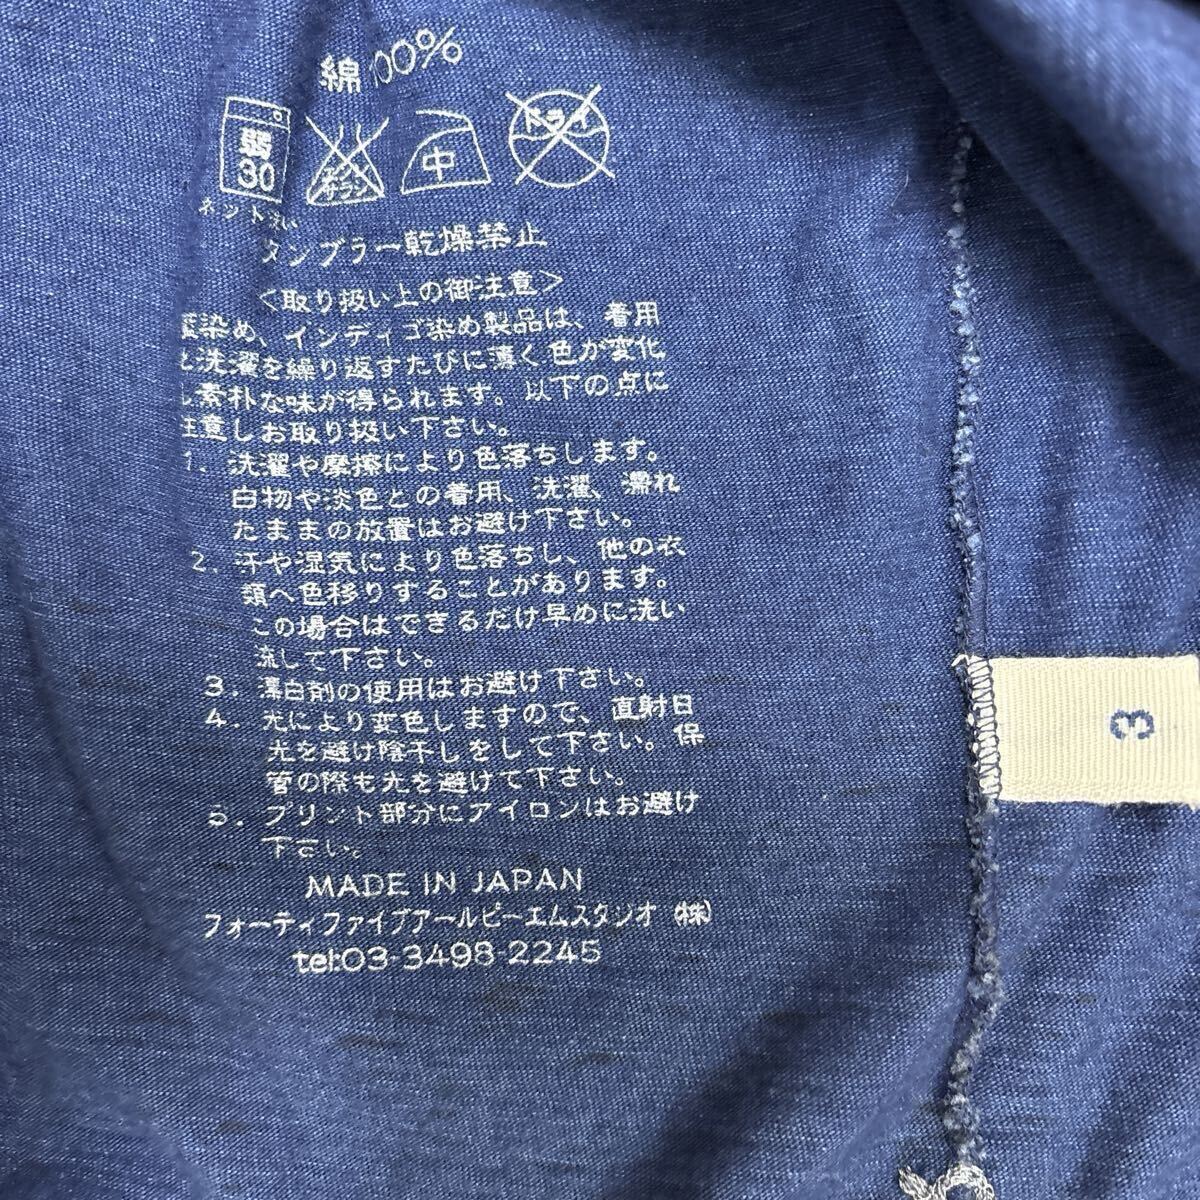 綿 100%
弱
30
エンソ
サラシ
中
ドライ
ネット洗い
タンブラー乾燥禁止
<取り扱い上の御注意>
藍染め、インディゴ染め製品は、着用
と洗濯を繰り返すたびに薄く色が変化
し素朴な味が得られます。以下の点に
注意しお取り扱い下さい。
1. 洗濯や摩擦により色落ちします。
白物や淡色との着用、洗濯、濡れ
たままの放置はお避け下さい。
2. 汗や湿気により色落ちし、他の衣
類へ色移りすることがあります。
この場合はできるだけ早めに洗い
流して下さい。
3. 漂白剤の使用はお避け下さい。
4. 光により変色しますので、直射日
光を避け陰干しをして下さい。保
管の際も光を避けて下さい。
5. プリント部分にアイロンはお避け
下さい。
MADE IN JAPAN
フォーティファイブアールピーエムスタジオ ㈱
tel:03-3498-2245
3